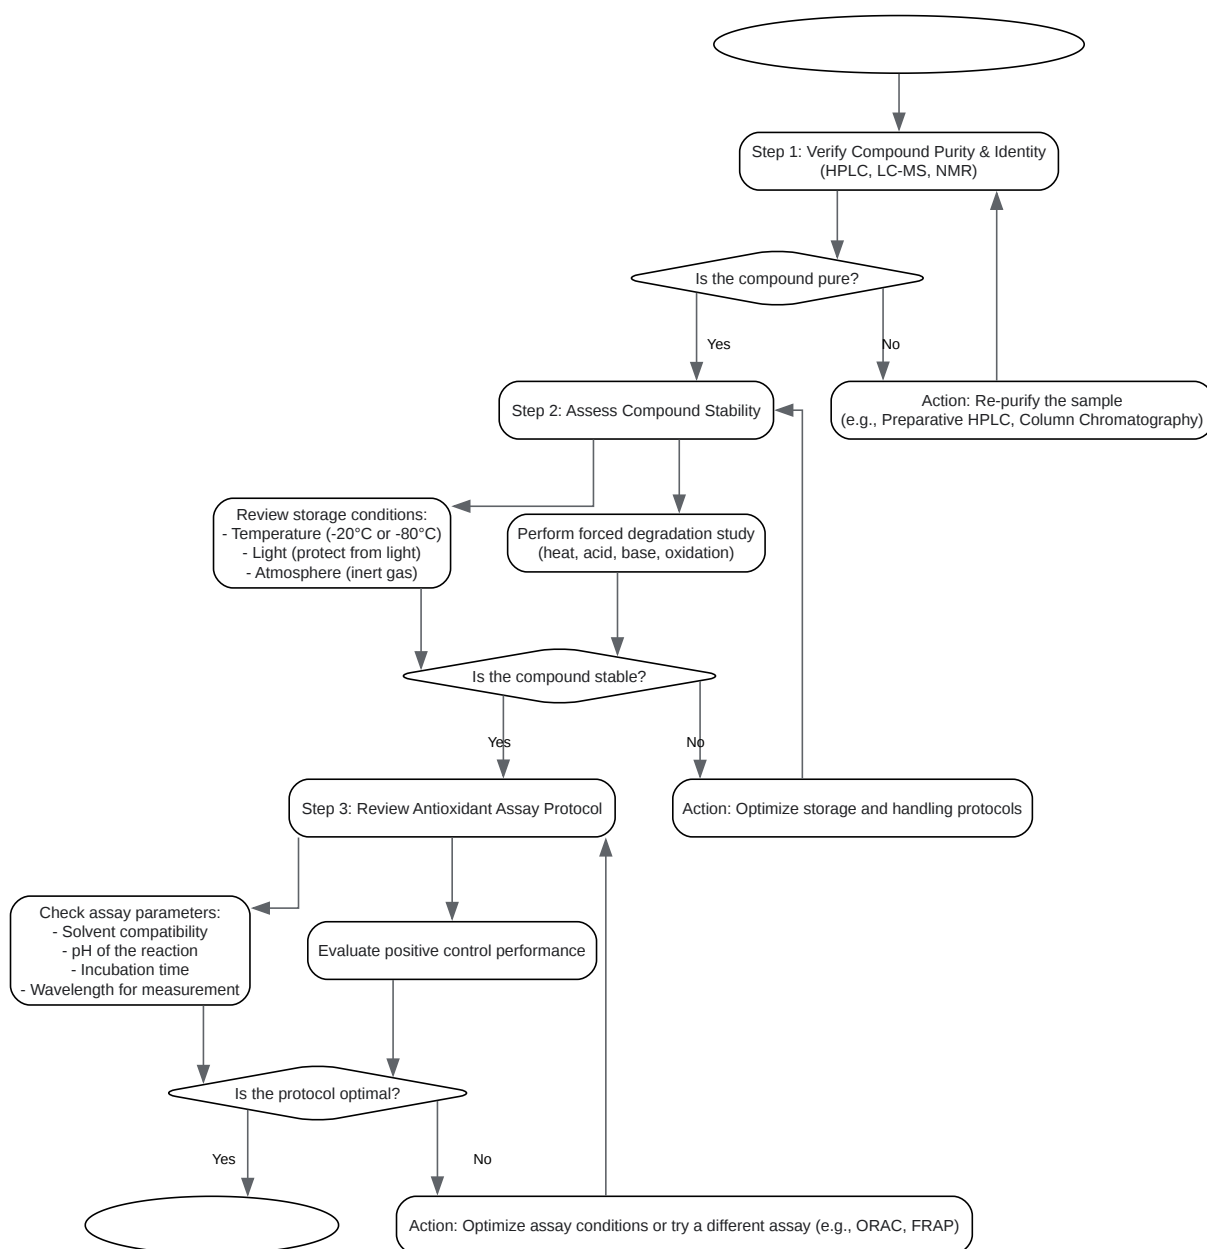 Step 1: Verify Compound Purity & Identity
(HPLC, LC-MS, NMR)
Is the compound pure?
Yes
No
Step 2: Assess Compound Stability
Action: Re-purify the sample
(e.g., Preparative HPLC, Column Chromatography)
Review storage conditions:
- Temperature (-20°C or -80°C)
- Light (protect from light)
- Atmosphere (inert gas)
Perform forced degradation study
(heat, acid, base, oxidation)
Is the compound stable?
Yes
No
Step 3: Review Antioxidant Assay Protocol
Action: Optimize storage and handling protocols
Check assay parameters:
- Solvent compatibility
- pH of the reaction
- Incubation time
- Wavelength for measurement
Evaluate positive control performance
Is the protocol optimal?
Yes
No
Action: Optimize assay conditions or try a different assay (e.g., ORAC, FRAP)